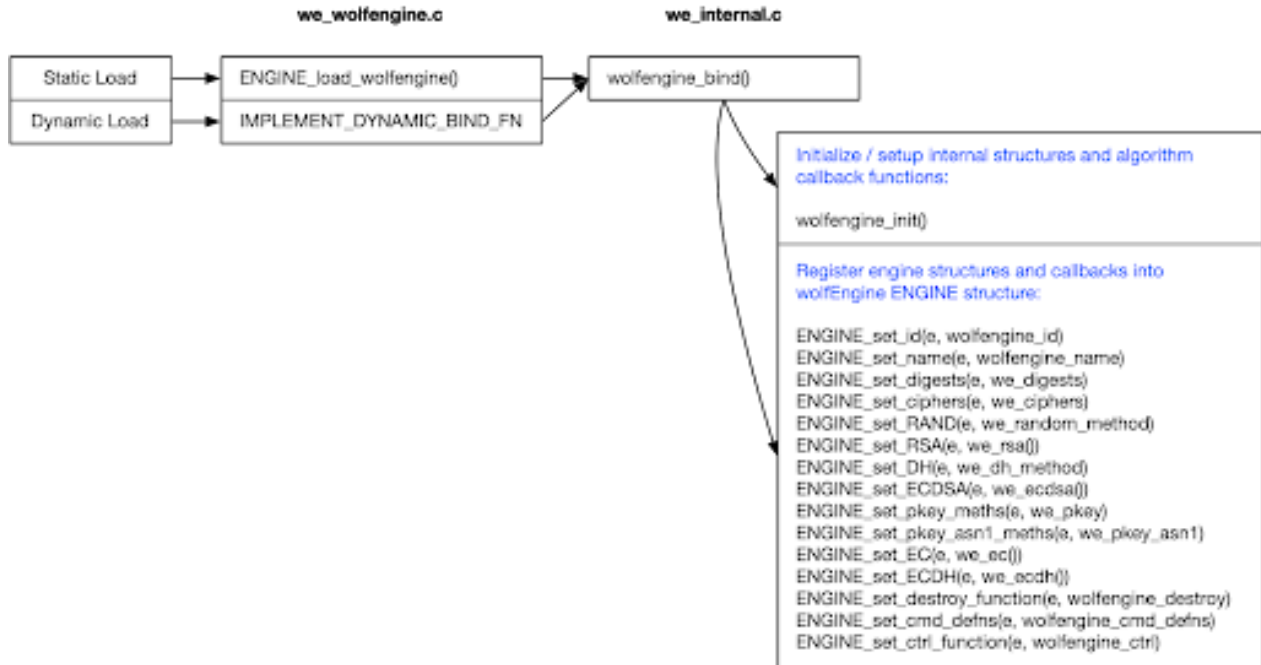 we_wolfengine.c
we_internal.c
Static Load
ENGINE_load_wolfengine()
wolfengine_bind()
Dynamic Load
IMPLEMENT_DYNAMIC_BIND_FN
Initialize / setup internal structures and algorithm
callback functions:
wolfengine_init()
Register engine structures and callbacks into
wolfEngine ENGINE structure:
ENGINE_set_id(e, wolfengine_id)
ENGINE_set_name(e, wolfengine_name)
ENGINE_set_digests(e, we_digests)
ENGINE_set_ciphers(e, we_ciphers)
ENGINE_set_RAND(e, we_random_method)
ENGINE_set_RSA(e, we_rsa())
ENGINE_set_DH(e, we_dh_method)
ENGINE_set_ECDSA(e, we_ecdsa())
ENGINE_set_pkey_meths(e, we_pkey)
ENGINE_set_pkey_asn1_meths(e, we_pkey_asn1)
ENGINE_set_EC(e, we_ec())
ENGINE_set_ECDH(e, we_ecdh())
ENGINE_set_destroy_function(e, wolfengine_destroy)
ENGINE_set_cmd_defns(e, wolfengine_cmd_defns)
ENGINE_set_ctrl_function(e, wolfengine_ctrl)